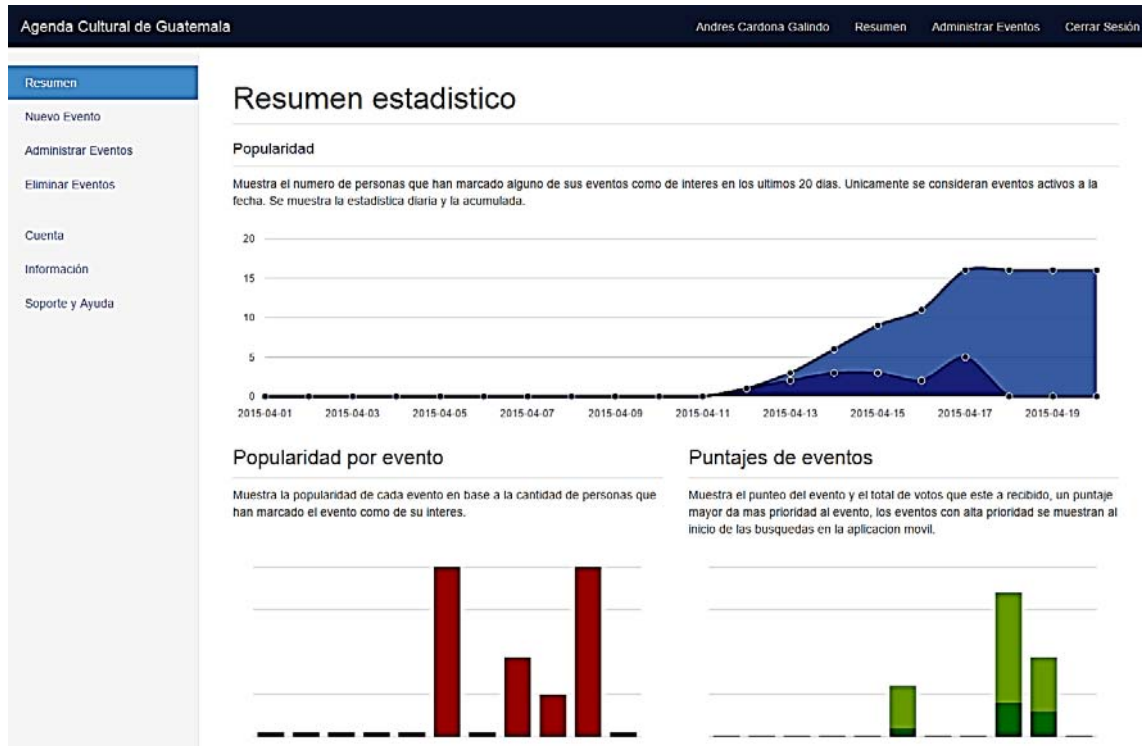 Agenda Cultural de Guatemala
Andres Cardona Galindo Resumen Administrar Eventos Cerrar Sesión
Resumen
Nuevo Evento
Administrar Eventos
Eliminar Eventos
Cuenta
Información
Soporte y Ayuda
Resumen estadistico
Popularidad
Muestra el numero de personas que han marcado alguno de sus eventos como de interes en los ultimos 20 dias. Unicamente se consideran eventos activos a la
fecha. Se muestra la estadistica diaria y la acumulada.
20
15
10
5
0
2015-04-01 2015-04-03 2015-04-05 2015-04-07 2015-04-09 2015-04-11 2015-04-13 2015-04-15 2015-04-17 2015-04-19
Popularidad por evento
Muestra la popularidad de cada evento en base a la cantidad de personas que
han marcado el evento como de su interes.
Puntajes de eventos
Muestra el punteo del evento y el total de votos que este a recibido, un puntaje
mayor da mas prioridad al evento, los eventos con alta prioridad se muestran al
inicio de las busquedas en la aplicacion movil.